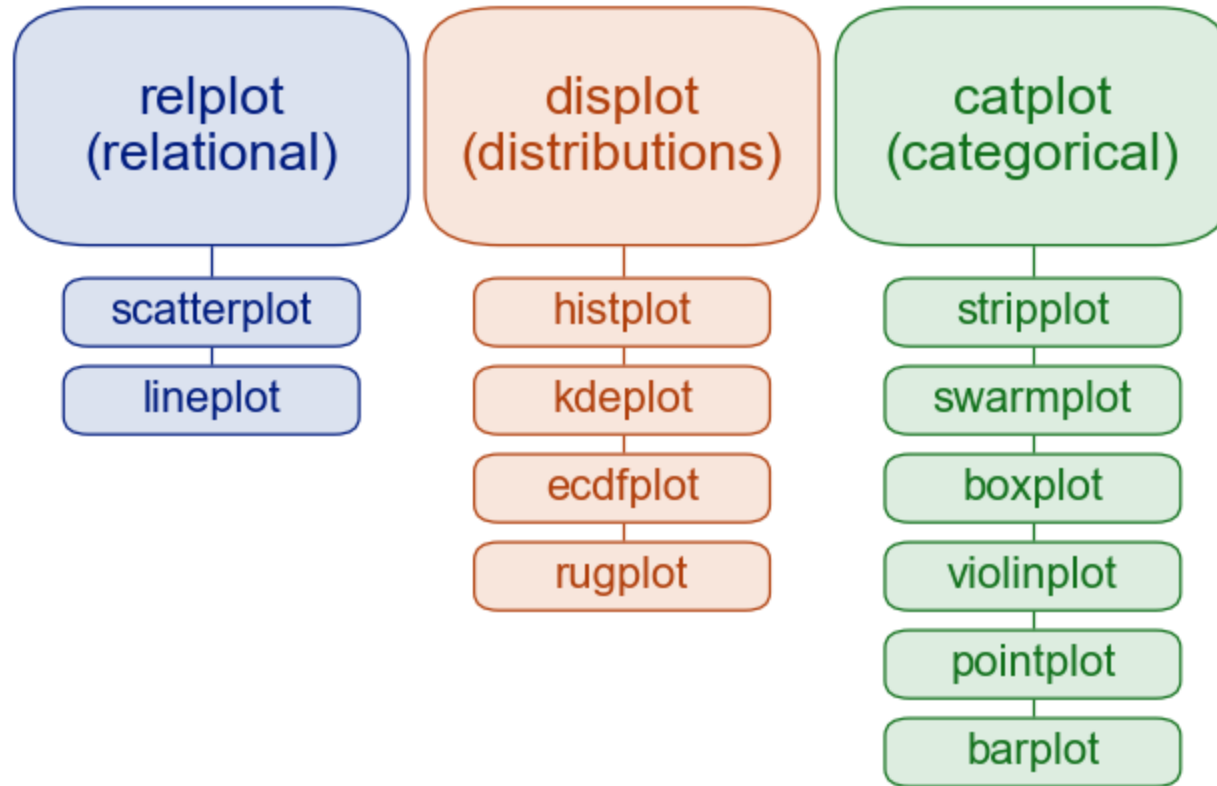 relplot
(relational)
scatterplot
lineplot
displot
(distributions)
histplot
kdeplot
ecdfplot
rugplot
catplot
(categorical)
stripplot
swarmplot
boxplot
violinplot
pointplot
barplot